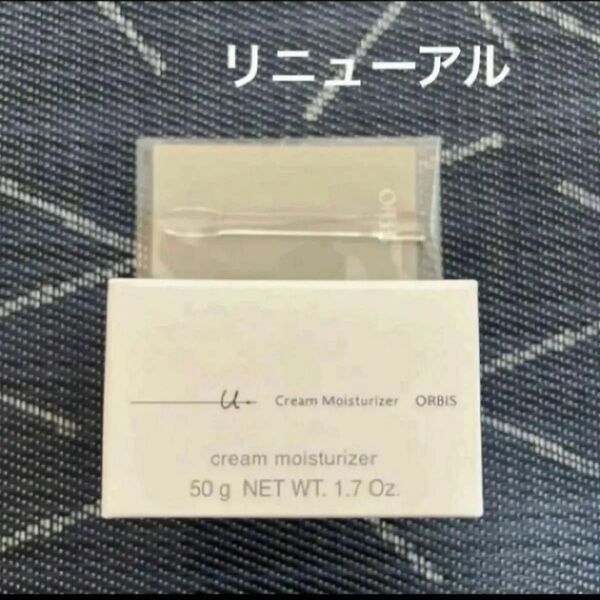 リニューアル
u. Cream Moisturizer ORBIS
cream moisturizer
50 g NET WT. 1.7 Oz.